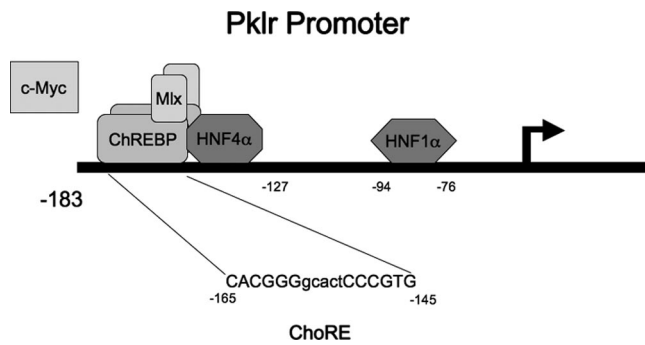 Pklr Promoter
c-Myc
Mlx
ChREBP
HNF4α
HNF1α
-183
-127
-94
-76
CACGGGgcactCCCGTG
-165
-145
ChoRE